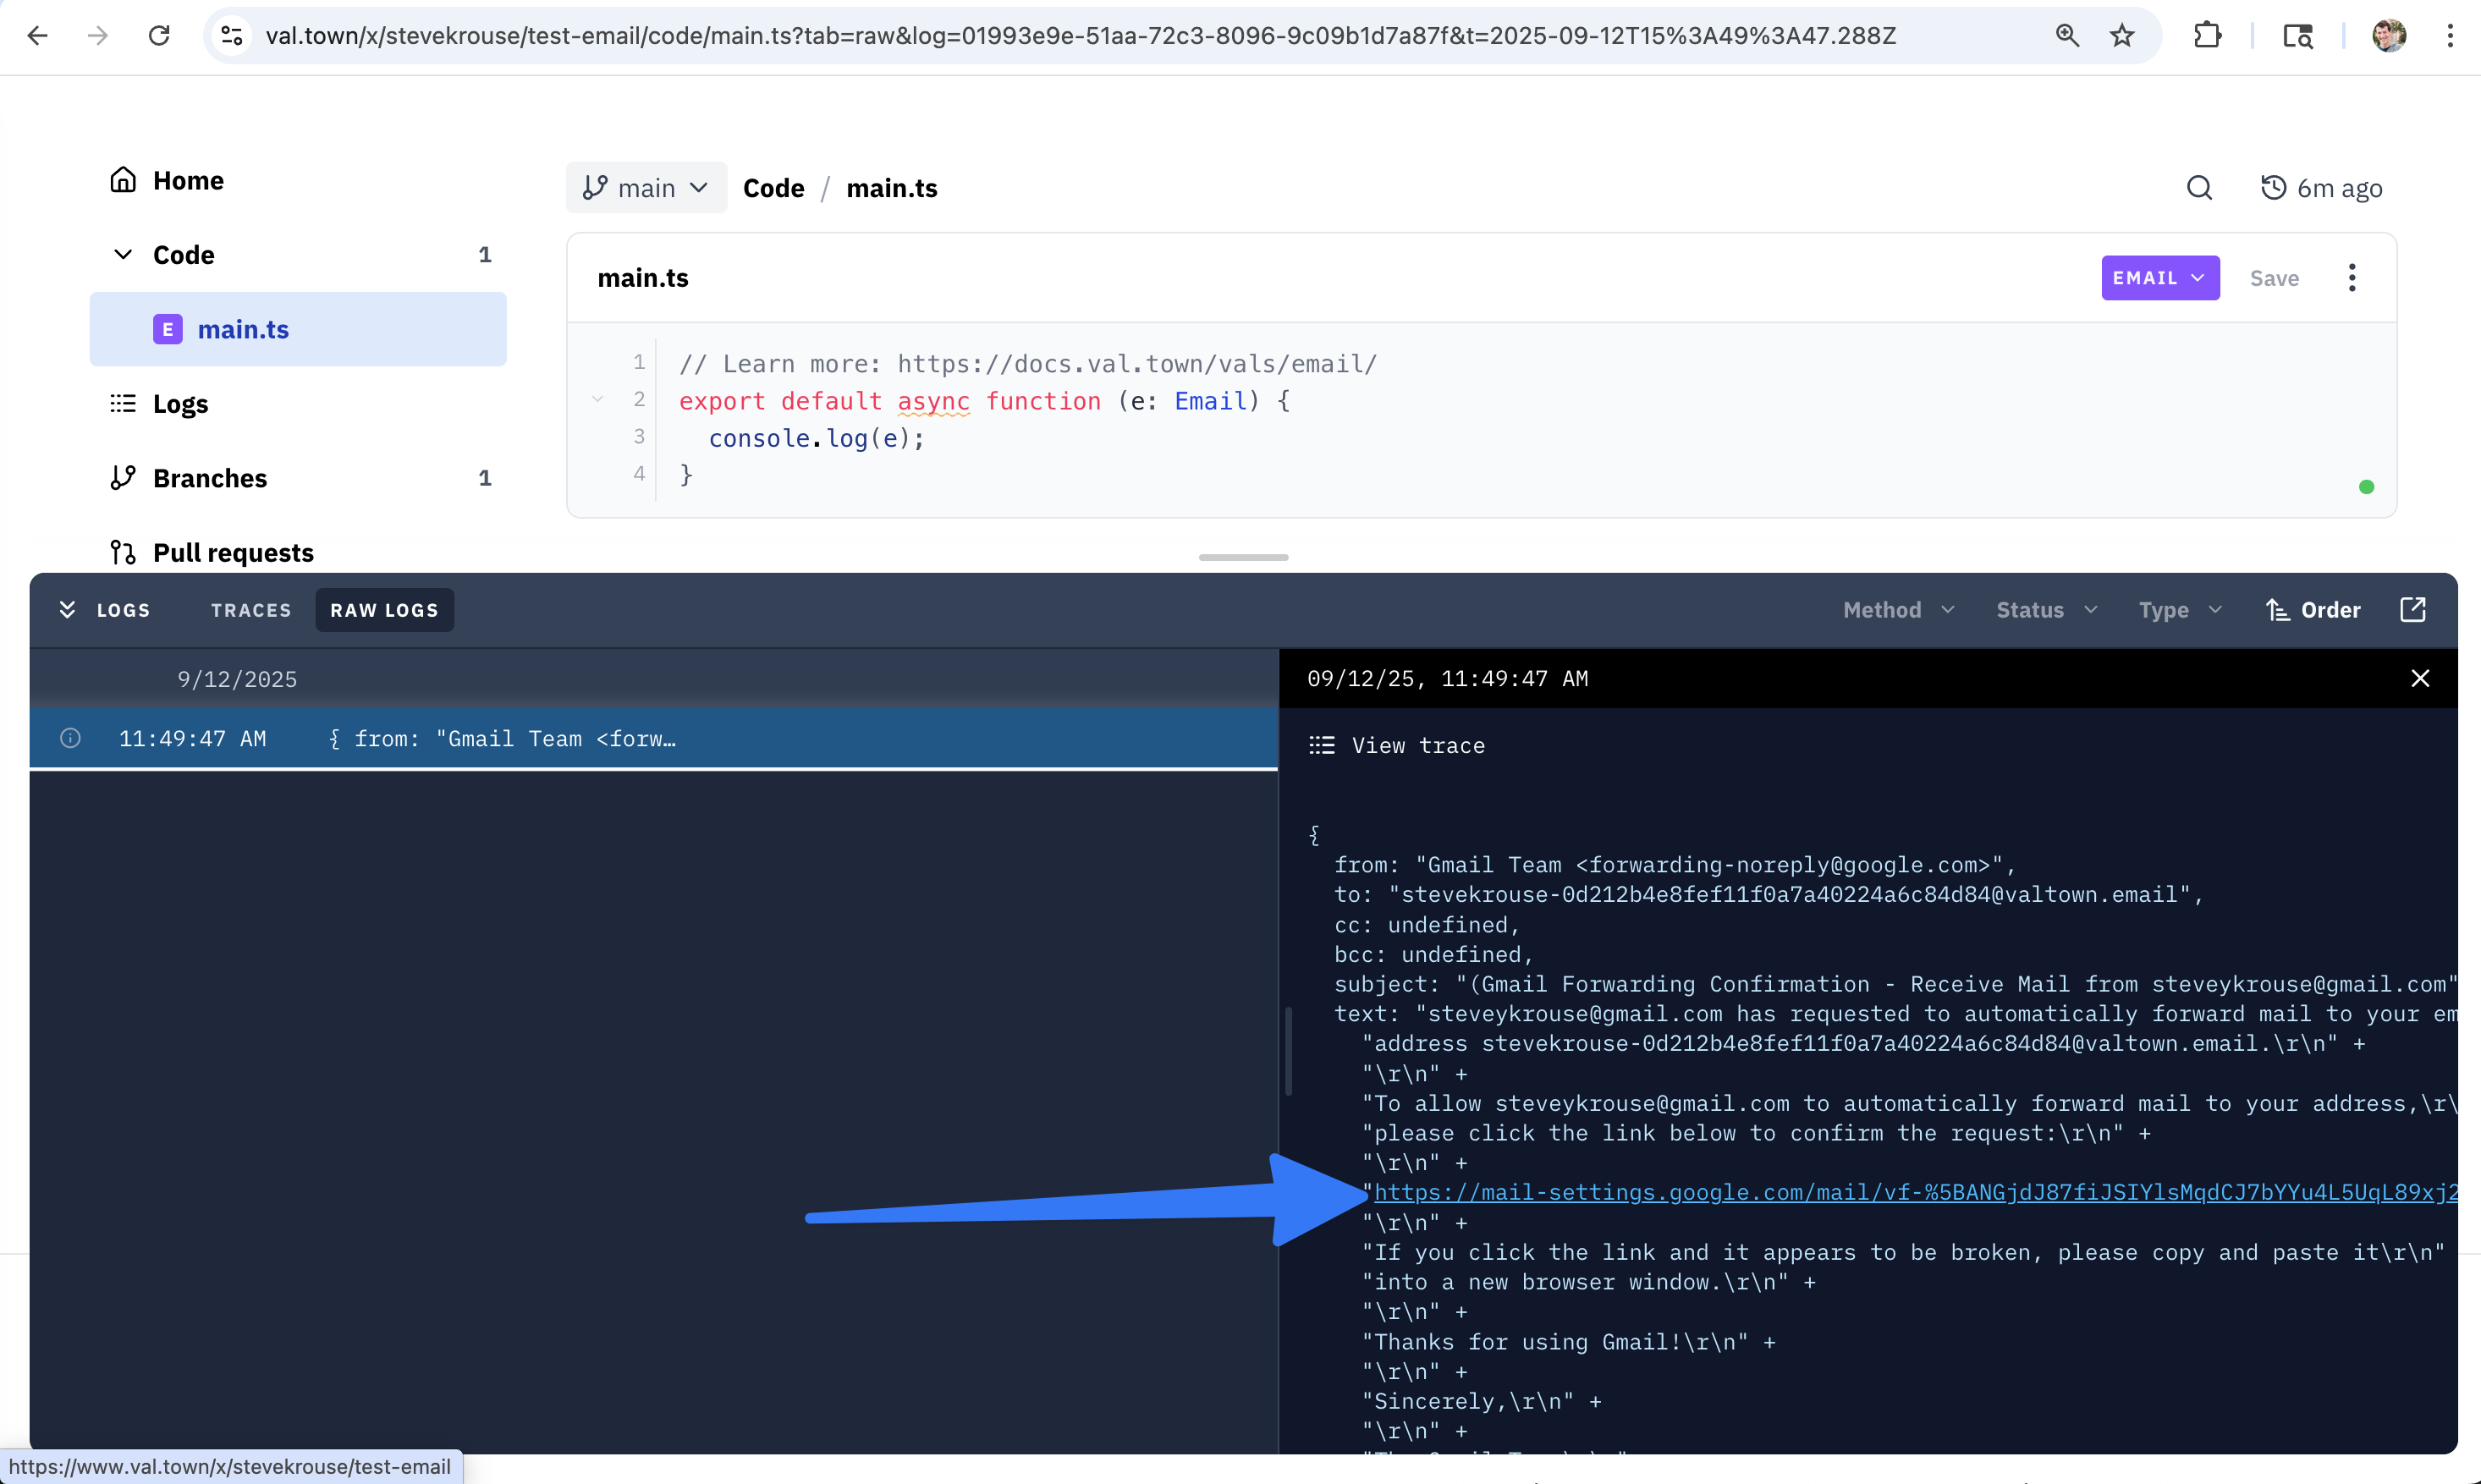 val.town/x/stevekrouse/test-email/code/main.ts?tab=raw&log=01993e9e-51aa-72c3-8096-9c09b1d7a87f&t=2025-09-12T15%3A49%3A47.288Z
Home
Code 1
E main.ts
Logs
Branches 1
Pull requests
main Code / main.ts 6m ago
main.ts EMAIL Save
1 // Learn more: https://docs.val.town/vals/email/
2 export default async function (e: Email) {
3 console.log(e);
4 }
LOGS TRACES RAW LOGS Method Status Type Order
9/12/2025
11:49:47 AM { from: "Gmail Team <forw…
09/12/25, 11:49:47 AM
View trace
{
from: "Gmail Team <forwarding-noreply@google.com>",
to: "stevekrouse-0d212b4e8fef11f0a7a40224a6c84d84@valtown.email",
cc: undefined,
bcc: undefined,
subject: "(Gmail Forwarding Confirmation - Receive Mail from steveykrouse@gmail.com"
text: "steveykrouse@gmail.com has requested to automatically forward mail to your em
"address stevekrouse-0d212b4e8fef11f0a7a40224a6c84d84@valtown.email.\r\n" +
"\r\n" +
"To allow steveykrouse@gmail.com to automatically forward mail to your address,\r\
"please click the link below to confirm the request:\r\n" +
"\r\n" +
"https://mail-settings.google.com/mail/vf-%5BANGjdJ87fiJSIYlsMqdCJ7bYYu4L5UqL89xj2
"\r\n" +
"If you click the link and it appears to be broken, please copy and paste it\r\n"
"into a new browser window.\r\n" +
"\r\n" +
"Thanks for using Gmail!\r\n" +
"\r\n" +
"Sincerely,\r\n" +
"\r\n" +
https://www.val.town/x/stevekrouse/test-email